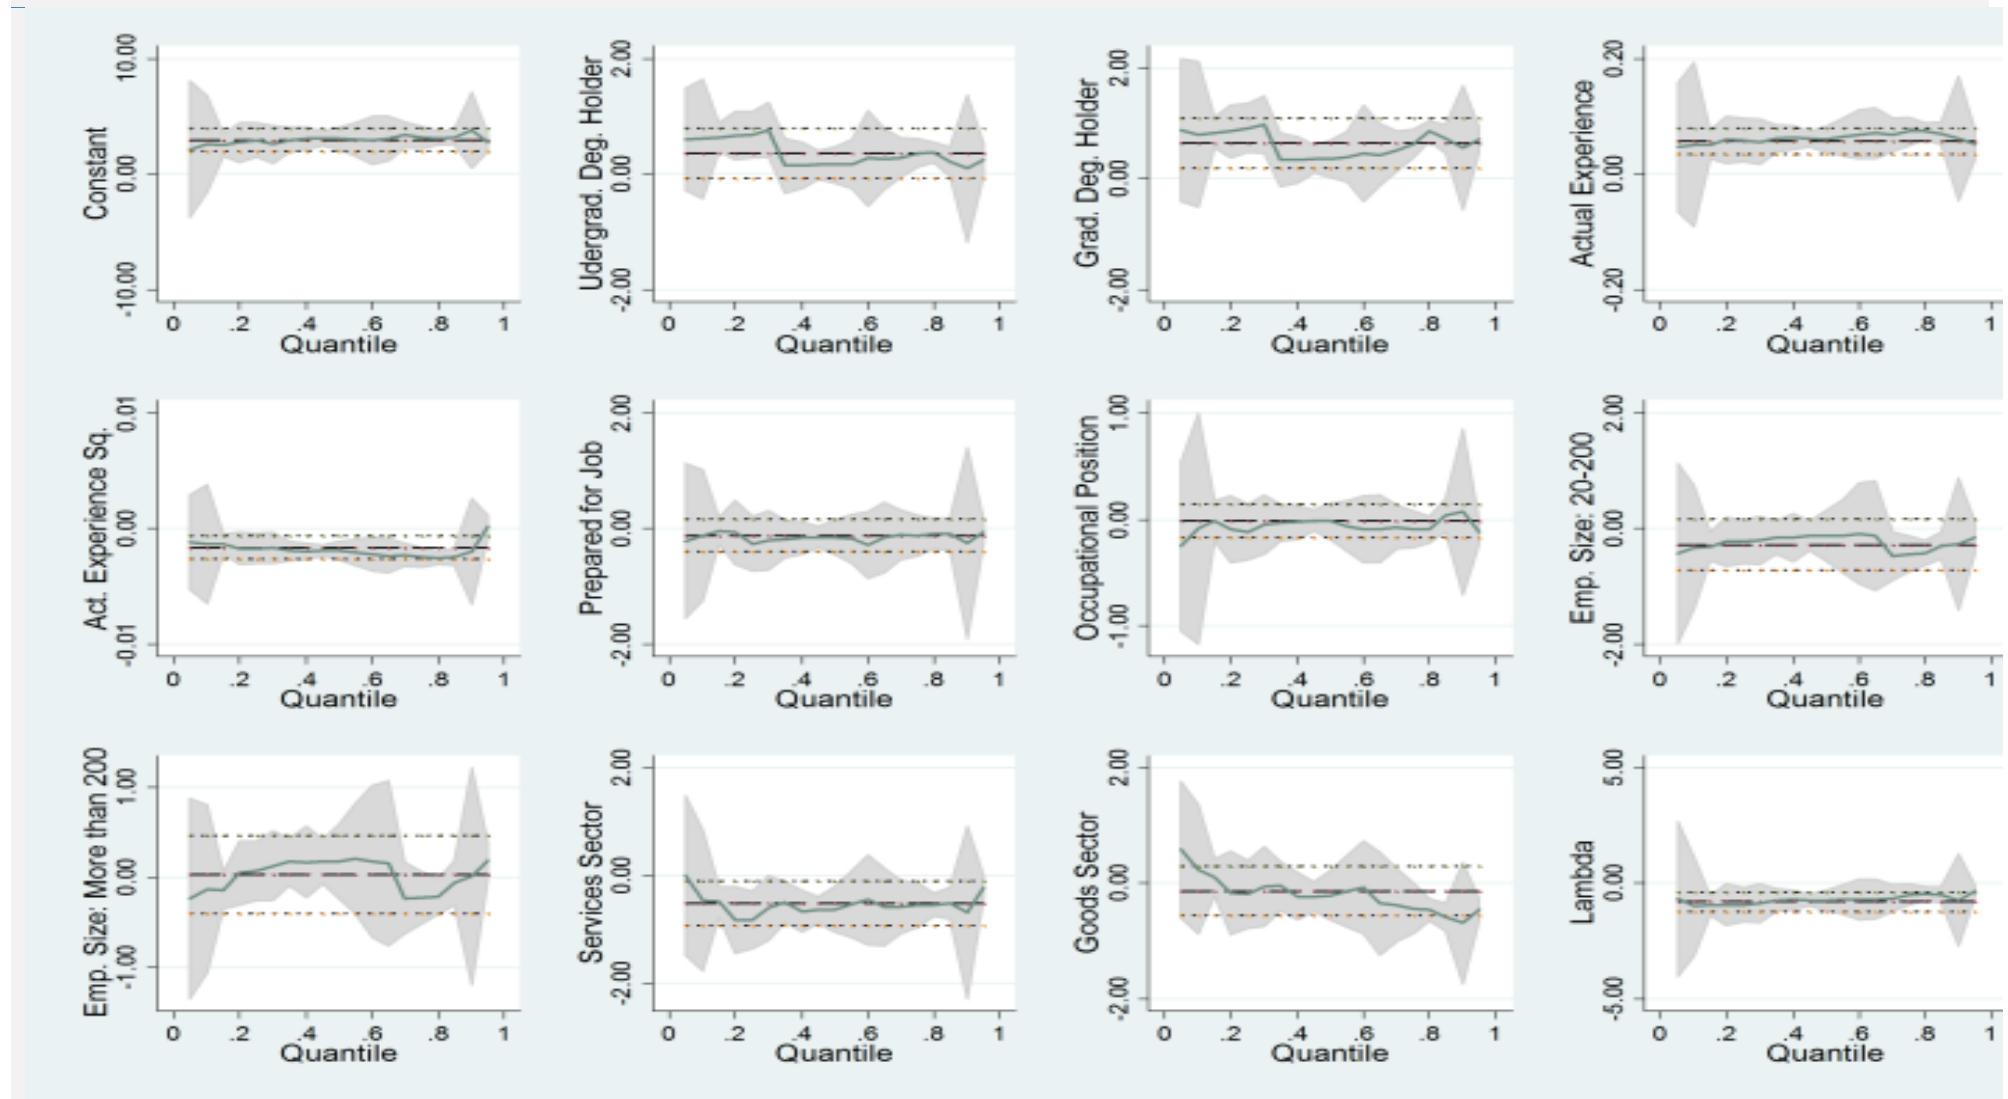 Constant
10.00
0.00
-10.00
0 .2 .4 .6 .8 1
Quantile
Udergrad. Deg. Holder
2.00
0.00
-2.00
0 .2 .4 .6 .8 1
Quantile
Grad. Deg. Holder
2.00
0.00
-2.00
0 .2 .4 .6 .8 1
Quantile
Actual Experience
0.20
0.00
-0.20
0 .2 .4 .6 .8 1
Quantile
Act. Experience Sq.
0.01
0.00
-0.01
0 .2 .4 .6 .8 1
Quantile
Prepared for Job
2.00
0.00
-2.00
0 .2 .4 .6 .8 1
Quantile
Occupational Position
1.00
0.00
-1.00
0 .2 .4 .6 .8 1
Quantile
Emp. Size: 20-200
2.00
0.00
-2.00
0 .2 .4 .6 .8 1
Quantile
Emp. Size: More than 200
1.00
0.00
-1.00
0 .2 .4 .6 .8 1
Quantile
Services Sector
2.00
0.00
-2.00
0 .2 .4 .6 .8 1
Quantile
Goods Sector
2.00
0.00
-2.00
0 .2 .4 .6 .8 1
Quantile
Lambda
5.00
0.00
-5.00
0 .2 .4 .6 .8 1
Quantile